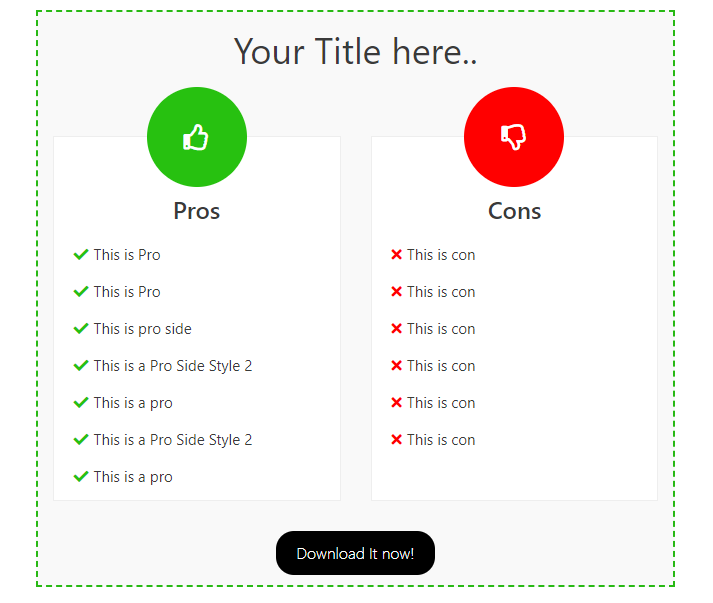 Your Title here..
Pros
This is Pro
This is Pro
This is pro side
This is a Pro Side Style 2
This is a pro
This is a Pro Side Style 2
This is a pro
Cons
This is con
This is con
This is con
This is con
This is con
This is con
Download It now!